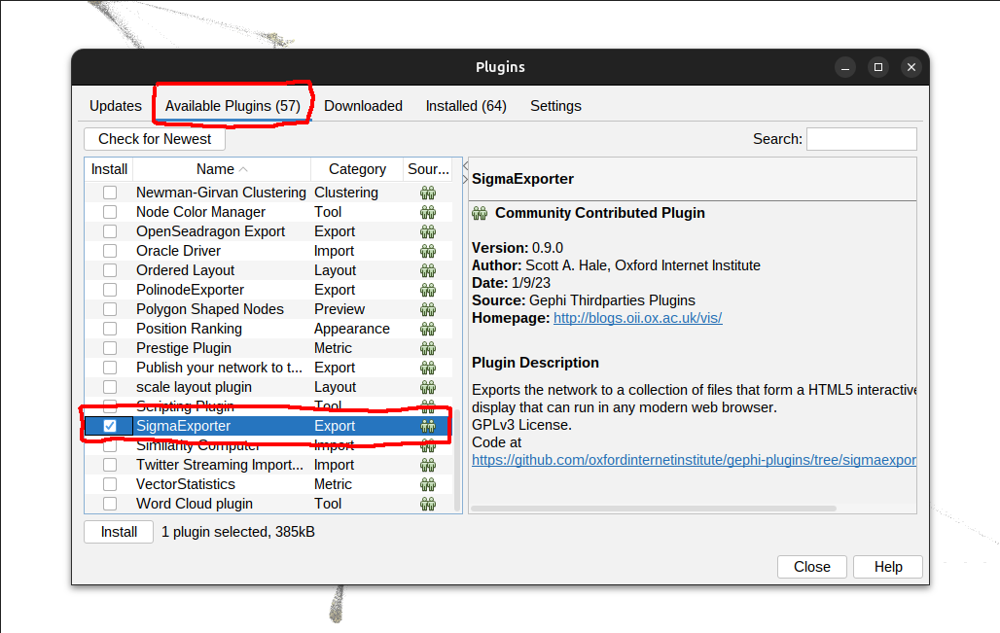 Plugins
Updates Available Plugins (57) Downloaded Installed (64) Settings
Check for Newest Search:
Install Name Category Sour...
Newman-Girvan Clustering Clustering
Node Color Manager Tool
OpenSeadragon Export Export
Oracle Driver Import
Ordered Layout Layout
PolinodeExporter Export
Polygon Shaped Nodes Preview
Position Ranking Appearance
Prestige Plugin Metric
Publish your network to t... Export
scale layout plugin Layout
Scripting Plugin Tool
SigmaExporter Export
Similarity Computer Import
Twitter Streaming Import... Import
VectorStatistics Metric
Word Cloud plugin Tool
SigmaExporter
Community Contributed Plugin
Version: 0.9.0
Author: Scott A. Hale, Oxford Internet Institute
Date: 1/9/23
Source: Gephi Thirdparties Plugins
Homepage: http://blogs.oii.ox.ac.uk/vis/
Plugin Description
Exports the network to a collection of files that form a HTML5 interactive
display that can run in any modern web browser.
GPLv3 License.
Code at
https://github.com/oxfordinternetinstitute/gephi-plugins/tree/sigmaexpor
Install 1 plugin selected, 385kB
Close Help